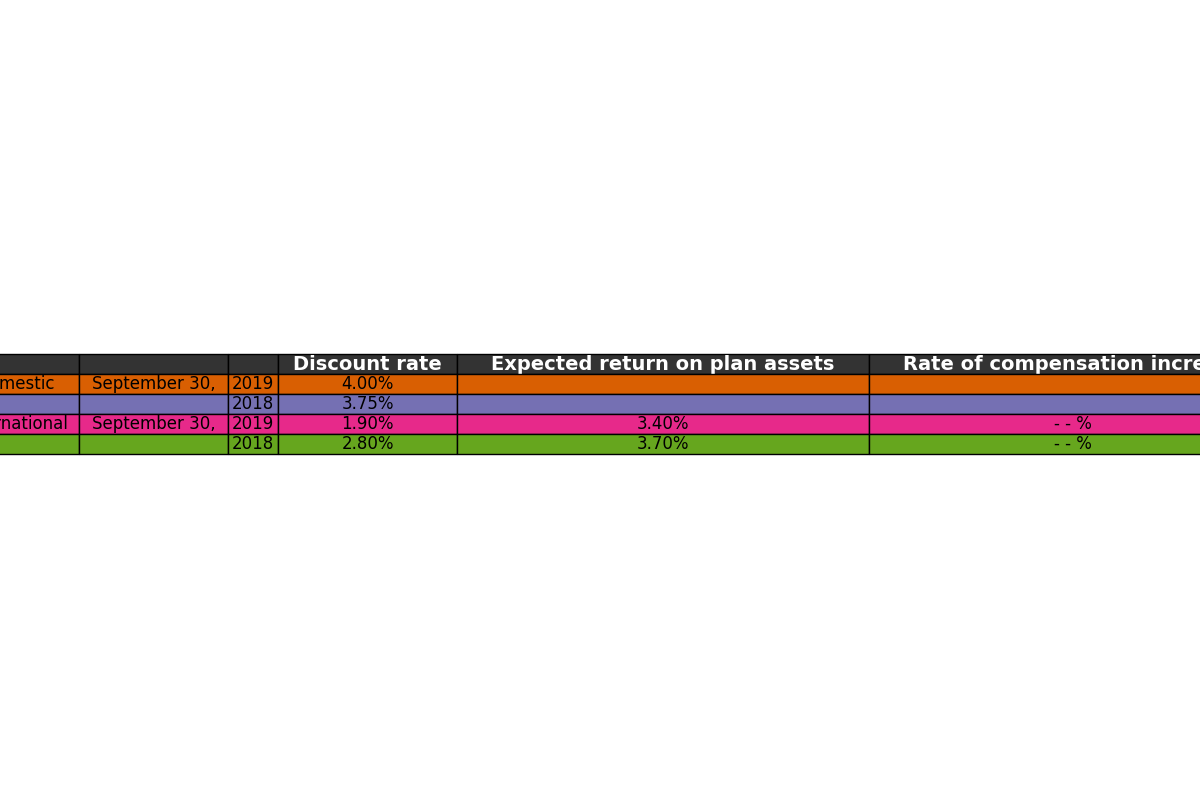 Discount rate Expected return on plan assets Rate of compensation incre
mestic September 30, 2019 4.00%
2018 3.75%
rnational September 30, 2019 1.90% 3.40% - - %
2018 2.80% 3.70% - - %